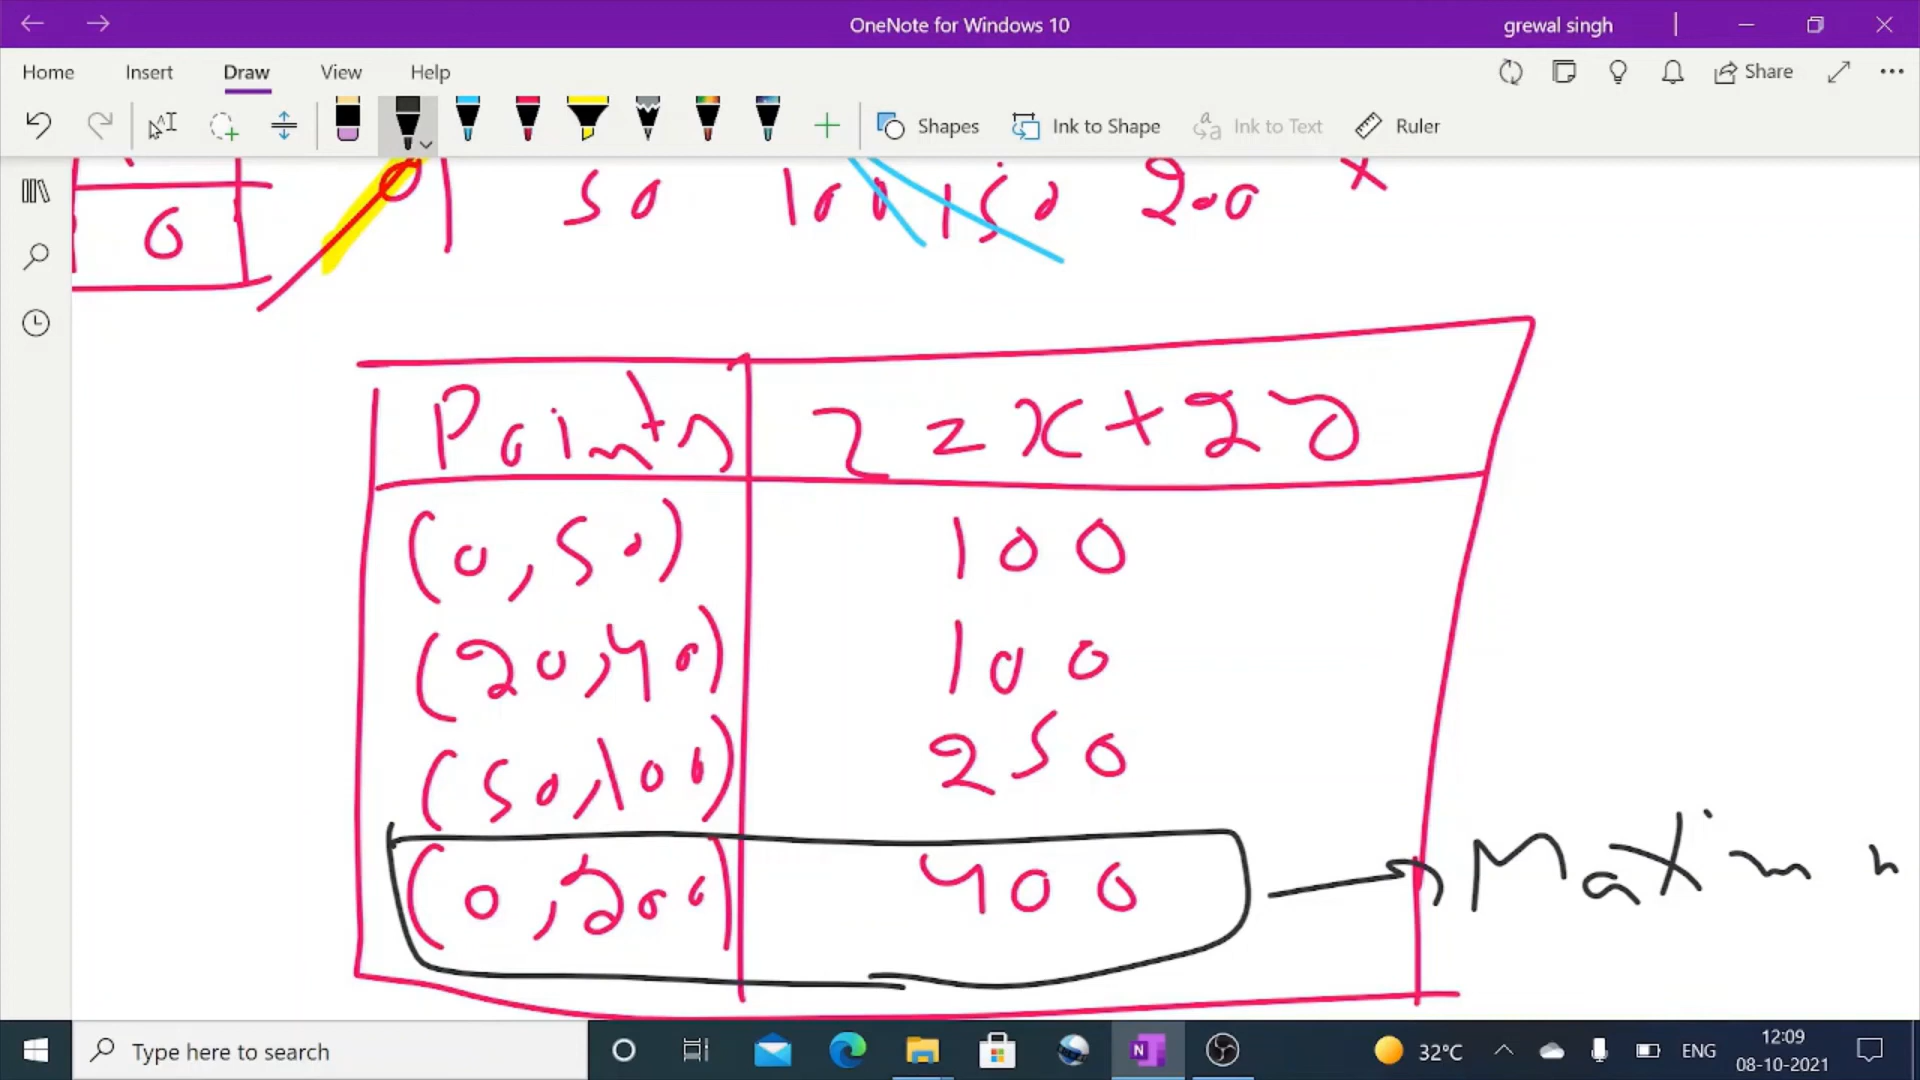 OneNote for Windows 10 grewal singh
Home Insert Draw View Help Share
Shapes Ink to Shape Ink to Text Ruler
0
50 100 150 200 x
Points Z = x + 2y
(0, 50) 100
(20, 40) 100
(50, 100) 250
(0, 200) 400
Type here to search
32°C ENG 12:09
08-10-2021